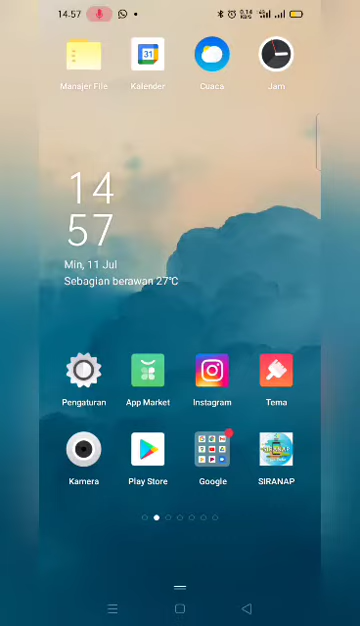 14.57
Manajer File
Kalender
Cuaca
Jam
31
14
57
Min, 11 Jul
Sebagian berawan 27°C
Pengaturan
App Market
Instagram
Tema
Kamera
Play Store
Google
SIRANAP